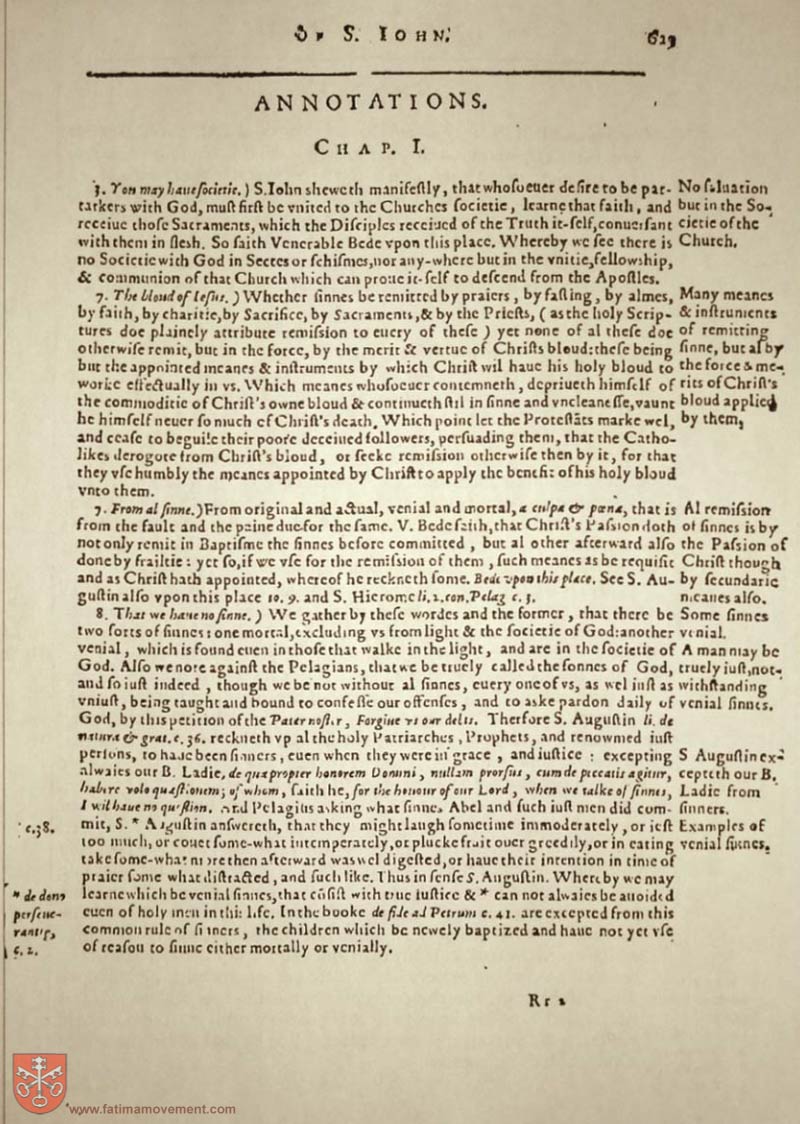 OF S. IOHN.
629
ANNOTATIONS.
CHAP. I.
3. You may haue societie.) S. Iohn sheweth manifestly, that whosoeuer desire to be par-
takers with God, must first be vnited to the Churches societie, learne that faith, and
receiue those Sacraments, which the Disciples receiued of the Truth it-self, conuersant
with them in flesh. So saith Venerable Bede vpon this place. Whereby we see there is
no Societie with God in Sectes or schismes, nor any-where but in the vnitie, fellowship,
& communion of that Church which can proue it-self to descend from the Apostles.
No saluation
but in the So-
cietie of the
Church.
7. The bloud of Iesus.) Whether sinnes be remitted by praiers, by fasting, by almes,
by faith, by charitie, by Sacrifice, by Sacraments, & by the Priests, (as the holy Scrip-
tures doe plainely attribute remission to euery of these) yet none of al these doe
otherwise remit, but in the force, by the merit & vertue of Christs bloud: these being
but the appointed meanes & instruments by which Christ wil haue his holy bloud to
worke effectually in vs. Which meanes whosoeuer contemneth, depriueth himself of
the commoditie of Christ's owne bloud & continueth stil in sinne and vncleanesse, vaunt
he himself neuer so much of Christ's death. Which point let the Protestãts marke wel,
and cease to beguile their poore deceiued followers, persuading them, that the Catho-
likes derogate from Christ's bloud, or seeke remission otherwise then by it, for that
they vse humbly the meanes appointed by Christ to apply the benefit of his holy bloud
vnto them.
Many meanes
& instruments
of remitting
sinne, but al by
the force & me-
rits of Christ's
bloud applied
by them,
7. From al sinne.) From original and actual, venial and mortal, a culpa & pœna, that is
from the fault and the paine due for the same. V. Bede saith, that Christ's Passion doth
not only remit in Baptisme the sinnes before committed, but al other afterward also
done by frailtie: yet so, if we vse for the remission of them, such meanes as be requisit
and as Christ hath appointed, whereof he reckneth some. Bede vpon this place. See S. Au-
gustin also vpon this place to. 9. and S. Hierome li. 2. con. Pelag c. 3.
Al remission
of sinnes is by
the Passion of
Christ though
by secundarie
meanes also.
8. That we haue no sinne.) We gather by these wordes and the former, that there be
two sorts of sinnes: one mortal, excluding vs from light & the societie of God: another
venial, which is found euen in those that walke in the light, and are in the societie of
God. Also we note against the Pelagians, that we be truely called the sonnes of God,
and so iust indeed, though we be not without al sinnes, euery one of vs, as wel iust as
vniust, being taught and bound to confesse our offenses, and to aske pardon daily of
God, by this petition of the Pater noster, Forgiue vs our debts. Therfore S. Augustin li. de
natura & grat. c. 36. reckneth vp al the holy Patriarches, Prophets, and renowmed iust
persons, to haue been sinners, euen when they were in grace, and iustice: excepting
alwaies our B. Ladie, de qua propter honorem Domini, nullam prorsus, cum de peccatis agitur,
habere volo quæstionem; of whom, saith he, for the honour of our Lord, when we talke of sinnes,
I wil haue no question. And Pelagius asking what sinnes Abel and such iust men did com-
mit, S. * Augustin answereth, that they might laugh sometime immoderately, or iest
too much, or couet some-what intemperately, or plucke fruit ouer greedily, or in eating
take some-what more then afterward was wel digested, or haue their intention in time of
praier some what distracted, and such like. Thus in sense S. Augustin. Whereby we may
learne which be venial sinnes, that cõsist with true iustice & * can not alwaies be auoided
euen of holy men in this life. In the booke de fide ad Petrum c. 41. are excepted from this
common rule of sinners, the children which be newely baptized and haue not yet vse
of reason to sinne either mortally or venially.
Some sinnes
venial.
A man may be
truely iust, not-
withstanding
venial sinnes.
S Augustin ex-
cepteth our B.
Ladie from
sinners.
Examples of
venial sinnes.
* c. 38.
* de dono
perseue-
rantiæ,
c. 2.
Rr 2
www.fatimamovement.com